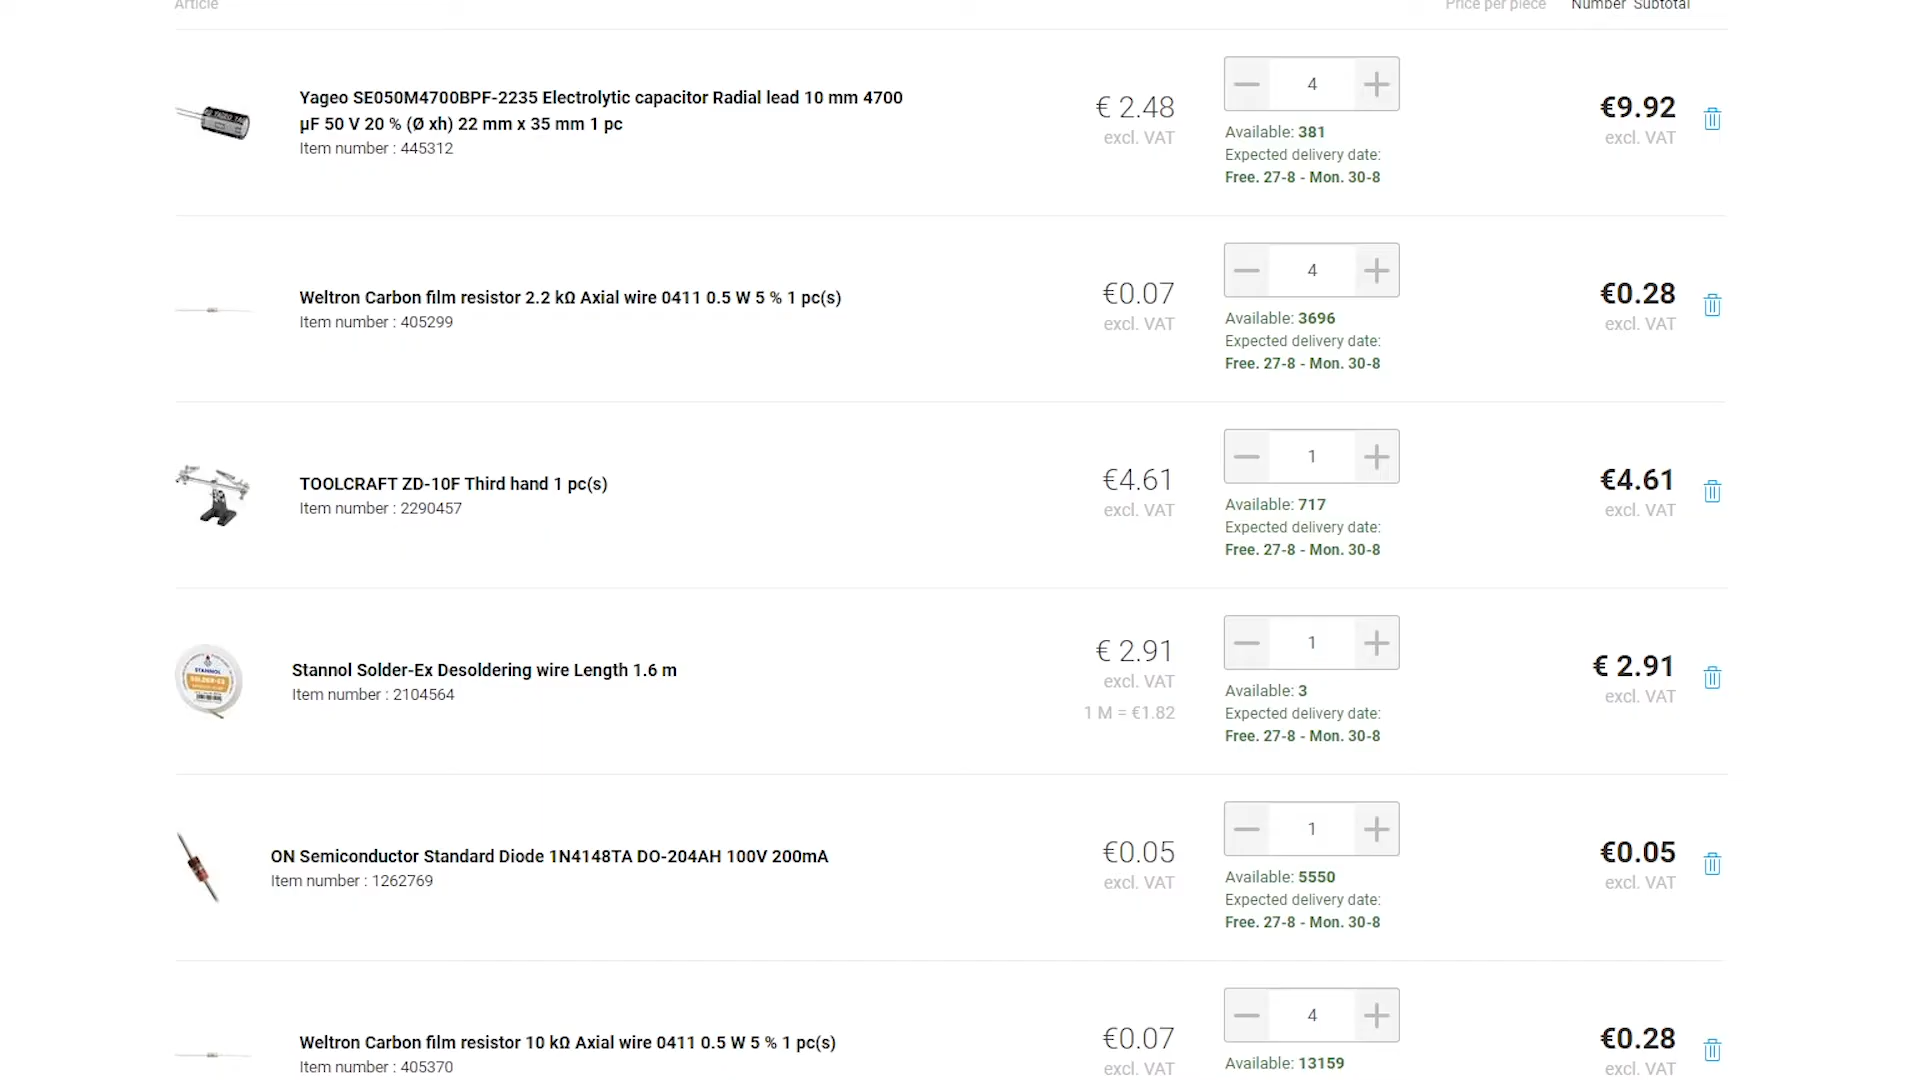 Article Price per piece Number Subtotal
Yageo SE050M4700BPF-2235 Electrolytic capacitor Radial lead 10 mm 4700
µF 50 V 20 % (Ø xh) 22 mm x 35 mm 1 pc
Item number : 445312
€ 2.48
excl. VAT
4
Available: 381
Expected delivery date:
Free. 27-8 - Mon. 30-8
€9.92
excl. VAT
Weltron Carbon film resistor 2.2 kΩ Axial wire 0411 0.5 W 5 % 1 pc(s)
Item number : 405299
€0.07
excl. VAT
4
Available: 3696
Expected delivery date:
Free. 27-8 - Mon. 30-8
€0.28
excl. VAT
TOOLCRAFT ZD-10F Third hand 1 pc(s)
Item number : 2290457
€4.61
excl. VAT
1
Available: 717
Expected delivery date:
Free. 27-8 - Mon. 30-8
€4.61
excl. VAT
STANNOL
SOLDER-EX
Stannol Solder-Ex Desoldering wire Length 1.6 m
Item number : 2104564
€ 2.91
excl. VAT
1 M = €1.82
1
Available: 3
Expected delivery date:
Free. 27-8 - Mon. 30-8
€ 2.91
excl. VAT
ON Semiconductor Standard Diode 1N4148TA DO-204AH 100V 200mA
Item number : 1262769
€0.05
excl. VAT
1
Available: 5550
Expected delivery date:
Free. 27-8 - Mon. 30-8
€0.05
excl. VAT
Weltron Carbon film resistor 10 kΩ Axial wire 0411 0.5 W 5 % 1 pc(s)
Item number : 405370
€0.07
excl. VAT
4
Available: 13159
€0.28
excl. VAT